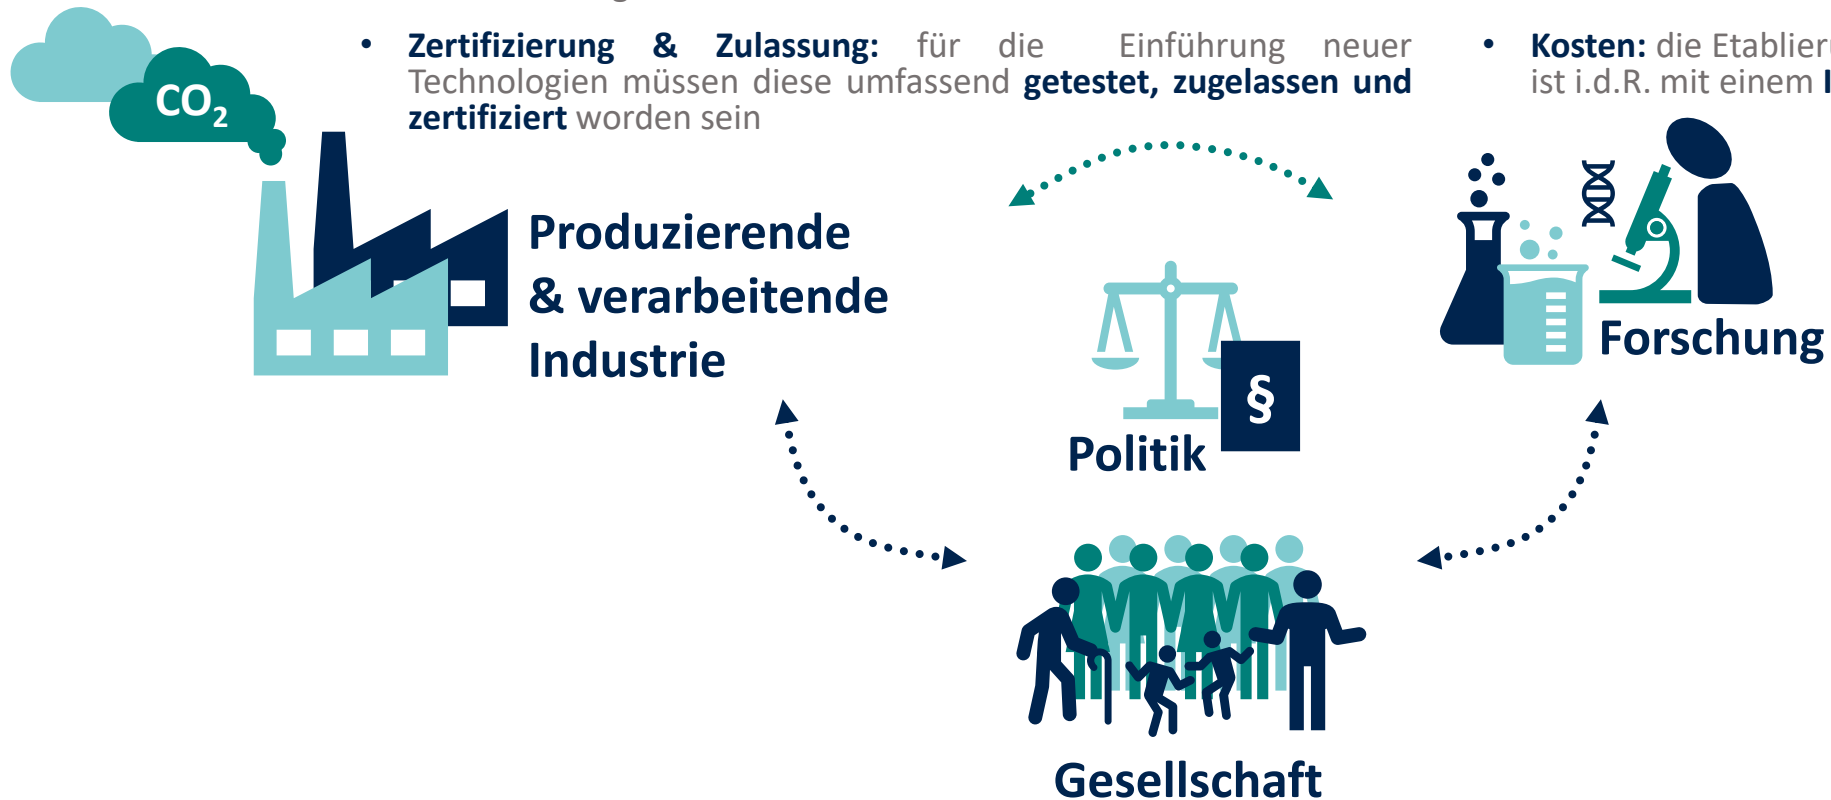 • Zertifizierung & Zulassung: für die Einführung neuer
Technologien müssen diese umfassend getestet, zugelassen und
zertifiziert worden sein
• Kosten: die
ist i.d.R. mit einem
CO₂
Produzierende
& verarbeitende
Industrie
Politik
§
Forschung
Gesellschaft